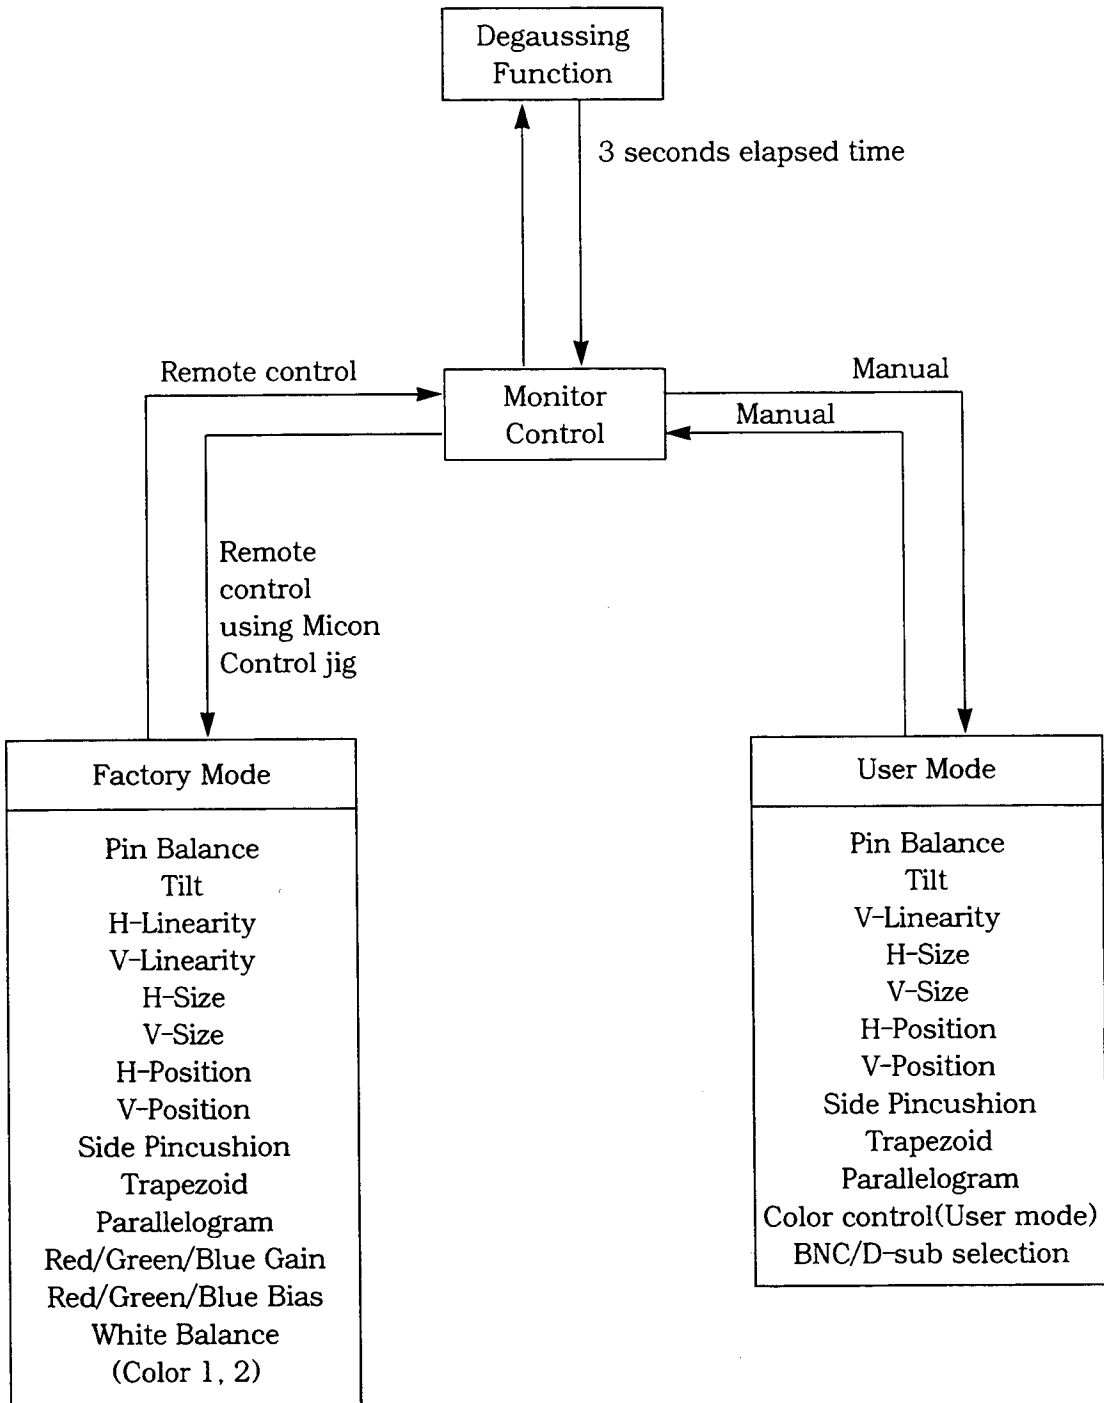 Degaussing
Function
3 seconds elapsed time
Remote control
Monitor
Control
Manual
Manual
Remote
control
using Micon
Control jig
Factory Mode
Pin Balance
Tilt
H-Linearity
V-Linearity
H-Size
V-Size
H-Position
V-Position
Side Pincushion
Trapezoid
Parallelogram
Red/Green/Blue Gain
Red/Green/Blue Bias
White Balance
(Color 1, 2)
User Mode
Pin Balance
Tilt
V-Linearity
H-Size
V-Size
H-Position
V-Position
Side Pincushion
Trapezoid
Parallelogram
Color control(User mode)
BNC/D-sub selection